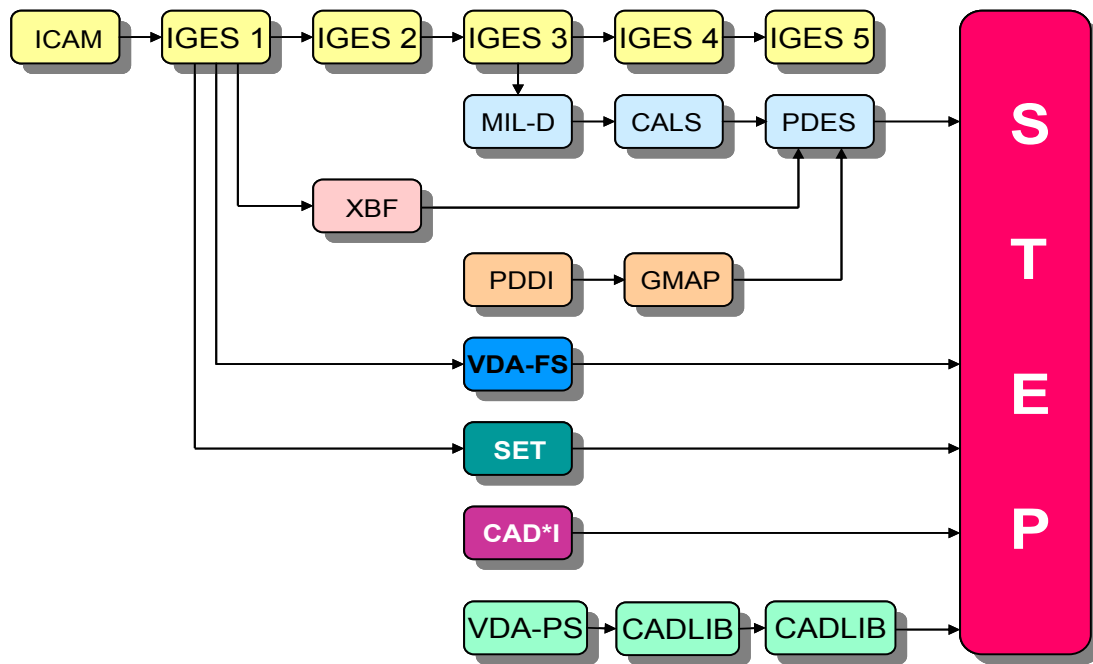 ICAM IGES 1 IGES 2 IGES 3 IGES 4 IGES 5
MIL-D CALS PDES
XBF
PDDI GMAP
VDA-FS
SET
CAD*I
VDA-PS CADLIB CADLIB
S
T
E
P